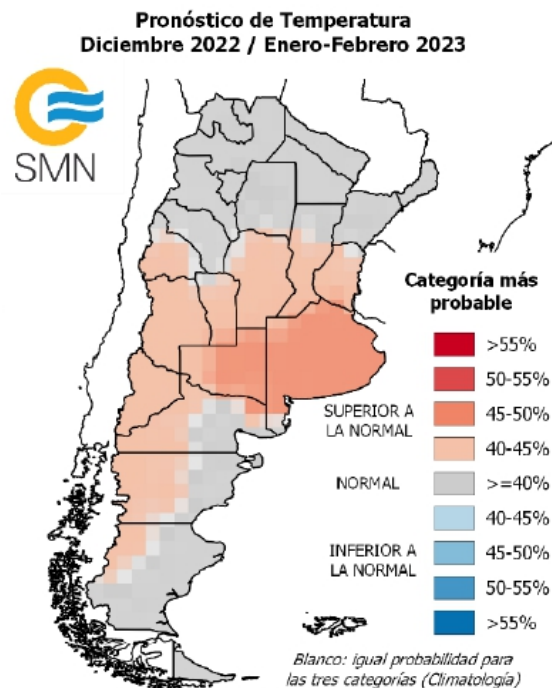 Pronóstico de Temperatura
Diciembre 2022 / Enero-Febrero 2023
SMN
Categoría más
probable
>55%
50-55%
45-50%
SUPERIOR A
LA NORMAL
40-45%
NORMAL
>=40%
40-45%
INFERIOR A
LA NORMAL
45-50%
50-55%
>55%
Blanco: igual probabilidad para
las tres categorías (Climatología)